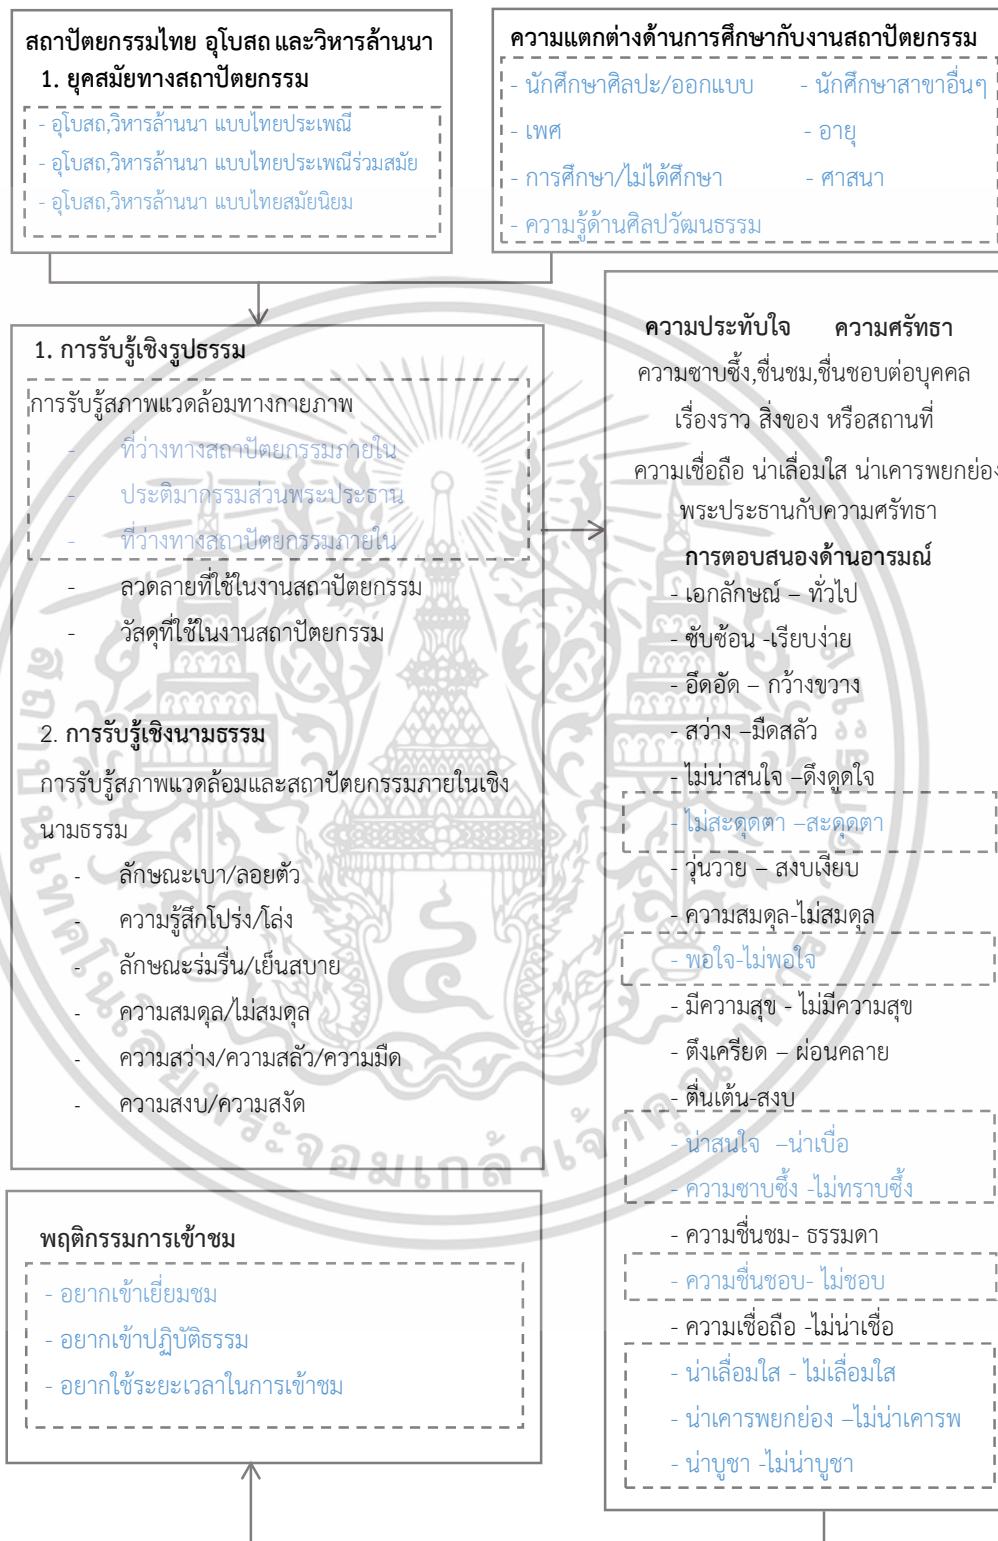 สถาปัตยกรรมไทย อุโบสถ และวิหารล้านนา
1. ยุคสมัยทางสถาปัตยกรรม
- อุโบสถ,วิหารล้านนา แบบไทยประเพณี
- อุโบสถ,วิหารล้านนา แบบไทยประเพณีร่วมสมัย
- อุโบสถ,วิหารล้านนา แบบไทยสมัยนิยม
ความแตกต่างด้านการศึกษากับงานสถาปัตยกรรม
- นักศึกษาศิลปะ/ออกแบบ - นักศึกษาสาขาอื่นๆ
- เพศ - อายุ
- การศึกษา/ไม่ได้ศึกษา - ศาสนา
- ความรู้ด้านศิลปวัฒนธรรม
1. การรับรู้เชิงรูปธรรม
การรับรู้สภาพแวดล้อมทางกายภาพ
- ที่ว่างทางสถาปัตยกรรมภายใน
- ประติมากรรมส่วนพระประธาน
- ที่ว่างทางสถาปัตยกรรมภายใน
- ลวดลายที่ใช้ในงานสถาปัตยกรรม
- วัสดุที่ใช้ในงานสถาปัตยกรรม
2. การรับรู้เชิงนามธรรม
การรับรู้สภาพแวดล้อมและสถาปัตยกรรมภายในเชิง
นามธรรม
- ลักษณะเบา/ลอยตัว
- ความรู้สึกโปร่ง/โล่ง
- ลักษณะร่มรื่น/เย็นสบาย
- ความสมดุล/ไม่สมดุล
- ความสว่าง/ความสลัว/ความมืด
- ความสงบ/ความสงัด
ความประทับใจ ความศรัทธา
ความซาบซึ้ง,ชื่นชม,ชื่นชอบต่อบุคคล
เรื่องราว สิ่งของ หรือสถานที่
ความเชื่อถือ น่าเลื่อมใส น่าเคารพยกย่อง
พระประธานกับความศรัทธา
การตอบสนองด้านอารมณ์
- เอกลักษณ์ – ทั่วไป
- ซับซ้อน -เรียบง่าย
- อึดอัด – กว้างขวาง
- สว่าง –มืดสลัว
- ไม่น่าสนใจ –ดึงดูดใจ
- ไม่สะดุดตา –สะดุดตา
- วุ่นวาย – สงบเงียบ
- ความสมดุล-ไม่สมดุล
- พอใจ-ไม่พอใจ
- มีความสุข - ไม่มีความสุข
- ตึงเครียด – ผ่อนคลาย
- ตื่นเต้น-สงบ
- น่าสนใจ –น่าเบื่อ
- ความซาบซึ้ง -ไม่ทราบซึ้ง
- ความชื่นชม- ธรรมดา
- ความชื่นชอบ- ไม่ชอบ
- ความเชื่อถือ -ไม่น่าเชื่อ
- น่าเลื่อมใส - ไม่เลื่อมใส
- น่าเคารพยกย่อง –ไม่น่าเคารพ
- น่าบูชา -ไม่น่าบูชา
พฤติกรรมการเข้าชม
- อยากเข้าเยี่ยมชม
- อยากเข้าปฏิบัติธรรม
- อยากใช้ระยะเวลาในการเข้าชม